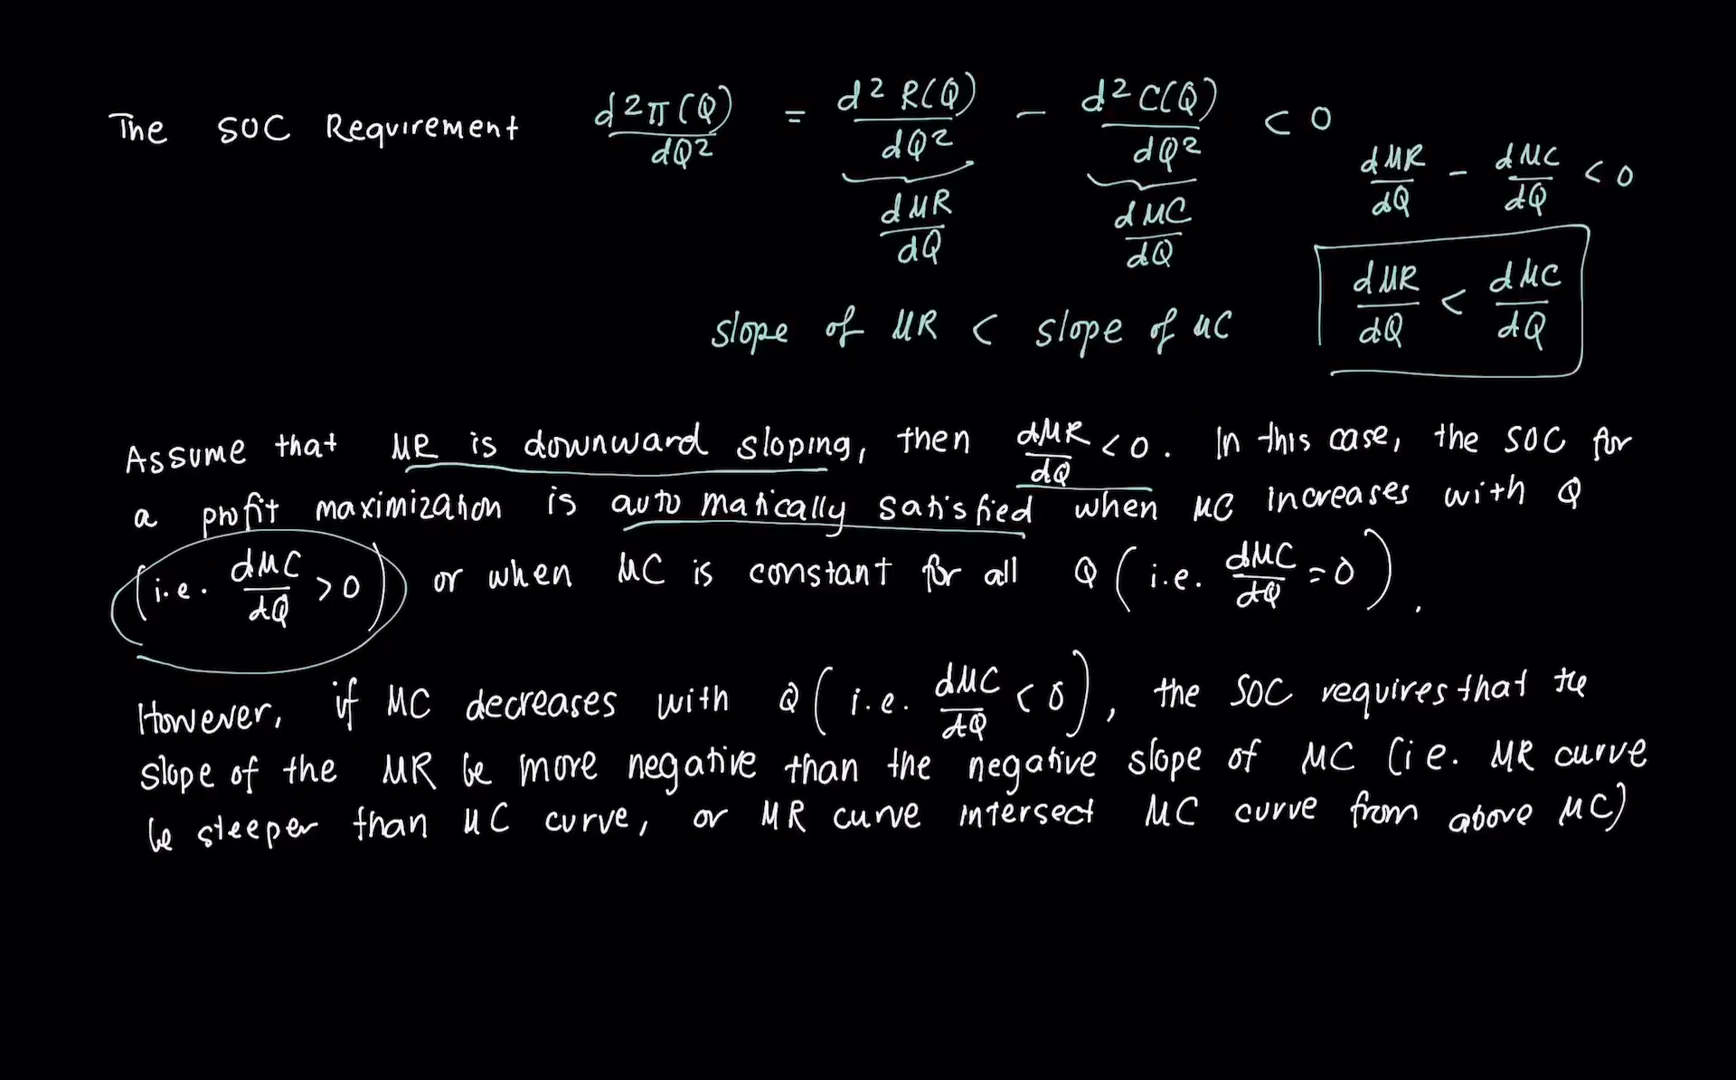 The SOC Requirement d²π(Q)/dQ² = d²R(Q)/dQ² - d²C(Q)/dQ² < 0
dMR/dQ - dMC/dQ < 0
dMR/dQ dMC/dQ
dMR/dQ < dMC/dQ
slope of MR < slope of MC
Assume that MR is downward sloping, then dMR/dQ < 0. In this case, the SOC for
a profit maximization is automatically satisfied when MC increases with Q
(i.e. dMC/dQ > 0) or when MC is constant for all Q (i.e. dMC/dQ = 0).
However, if MC decreases with Q (i.e. dMC/dQ < 0), the SOC requires that the
slope of the MR be more negative than the negative slope of MC (i.e. MR curve
be steeper than MC curve, or MR curve intersect MC curve from above MC)